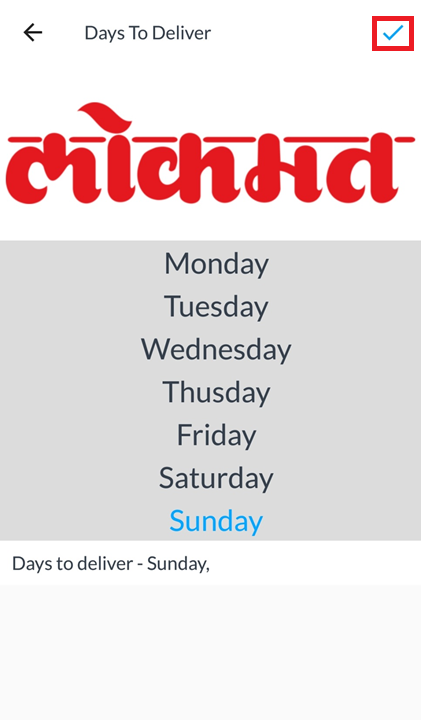 Days To Deliver
लोकमत
Monday
Tuesday
Wednesday
Thusday
Friday
Saturday
Sunday
Days to deliver - Sunday,